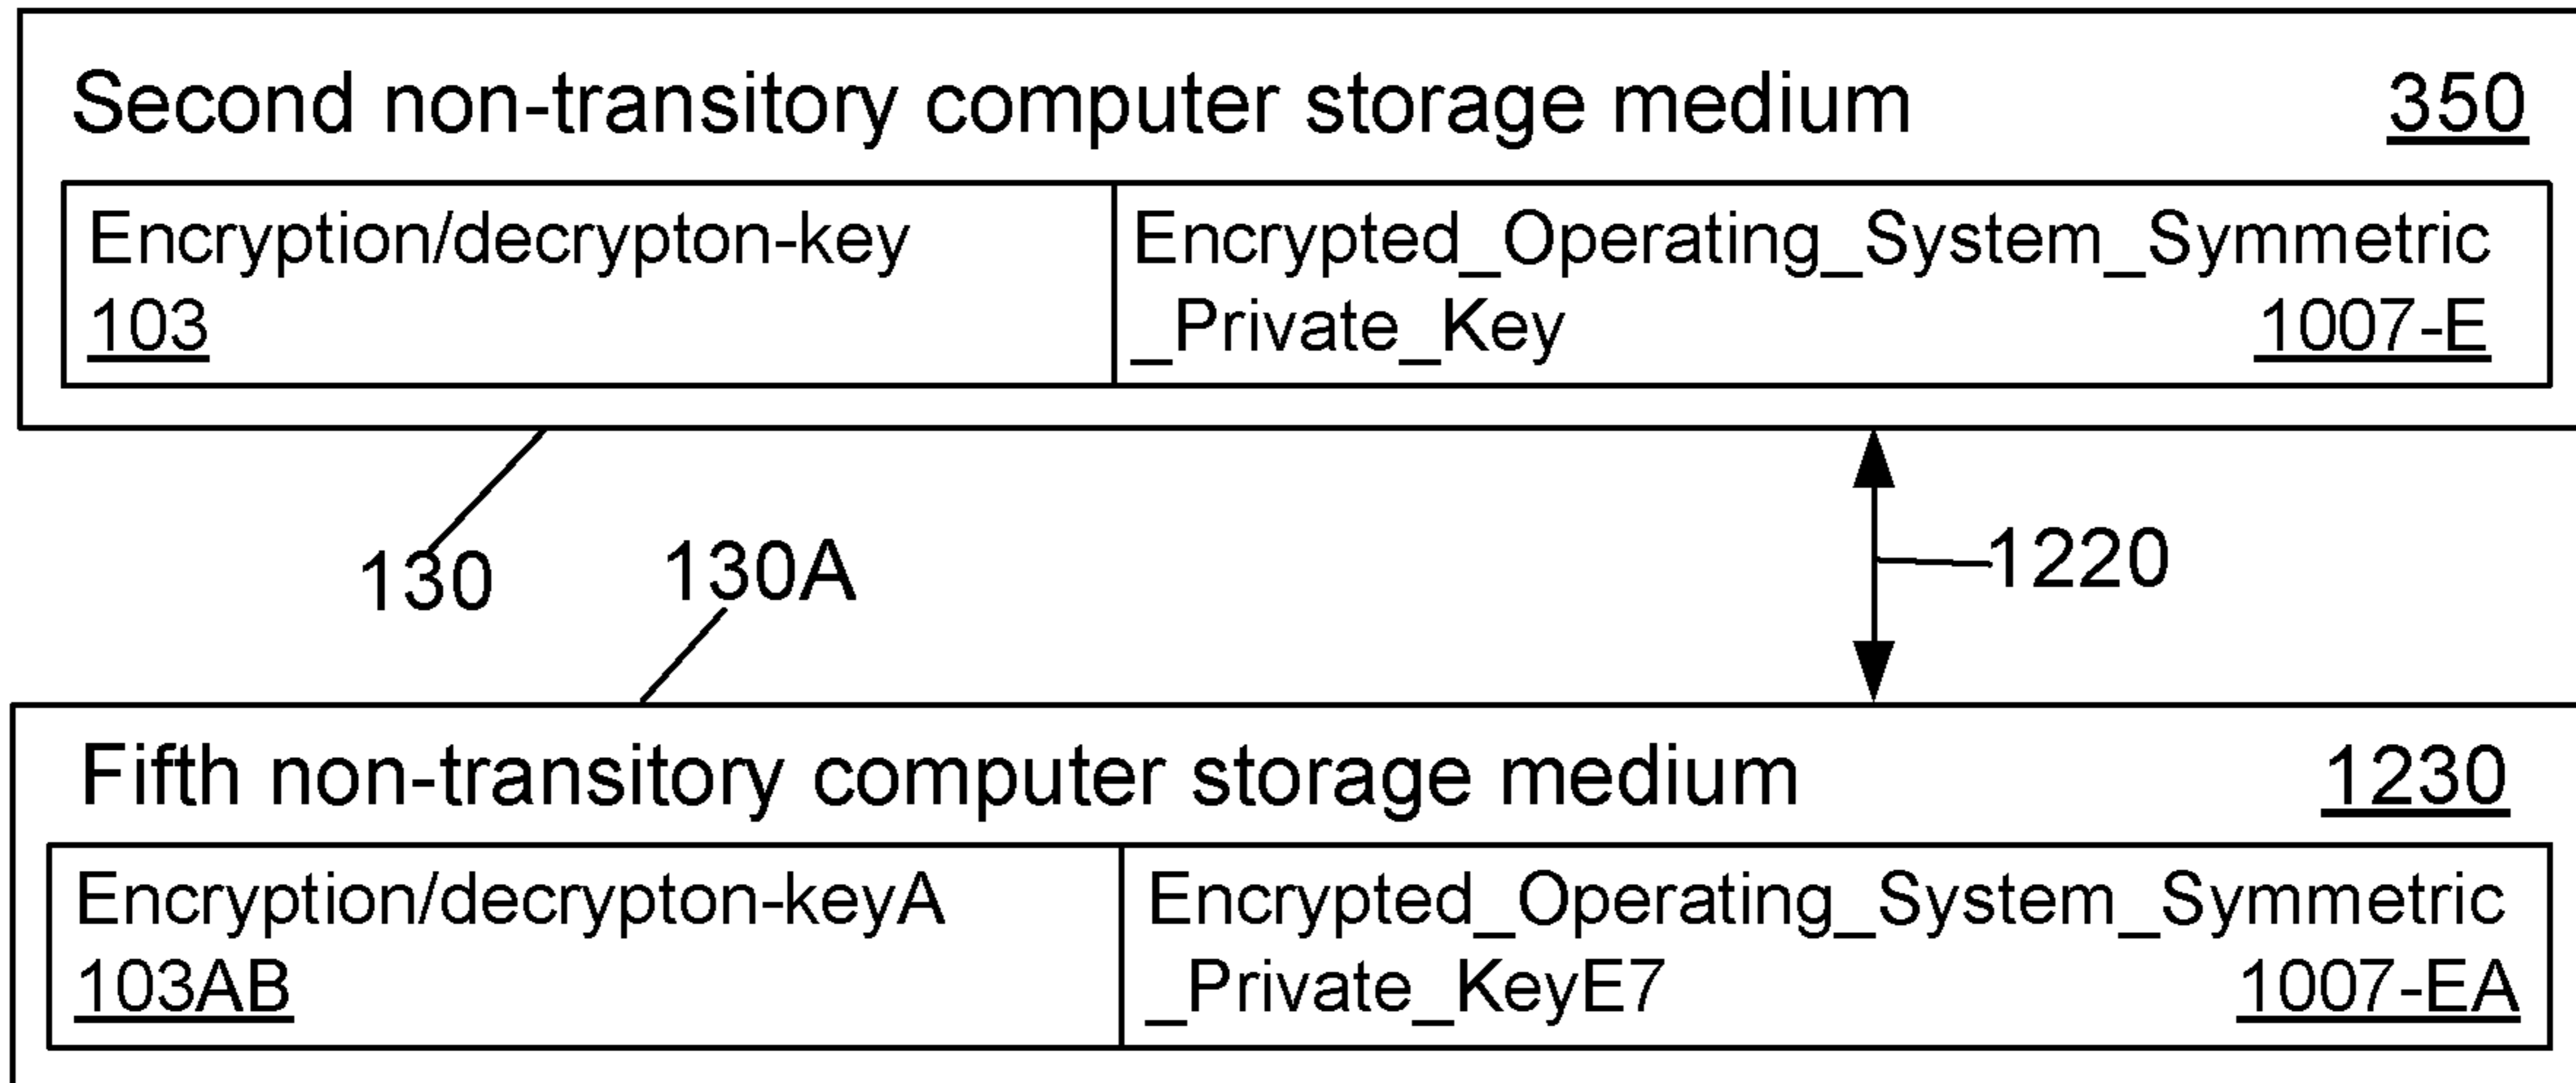 Second non-transitory computer storage medium 350
Encryption/decrypton-key
103
Encrypted_Operating_System_Symmetric
_Private_Key 1007-E
130
130A
1220
Fifth non-transitory computer storage medium 1230
Encryption/decrypton-keyA
103AB
Encrypted_Operating_System_Symmetric
_Private_KeyE7 1007-EA